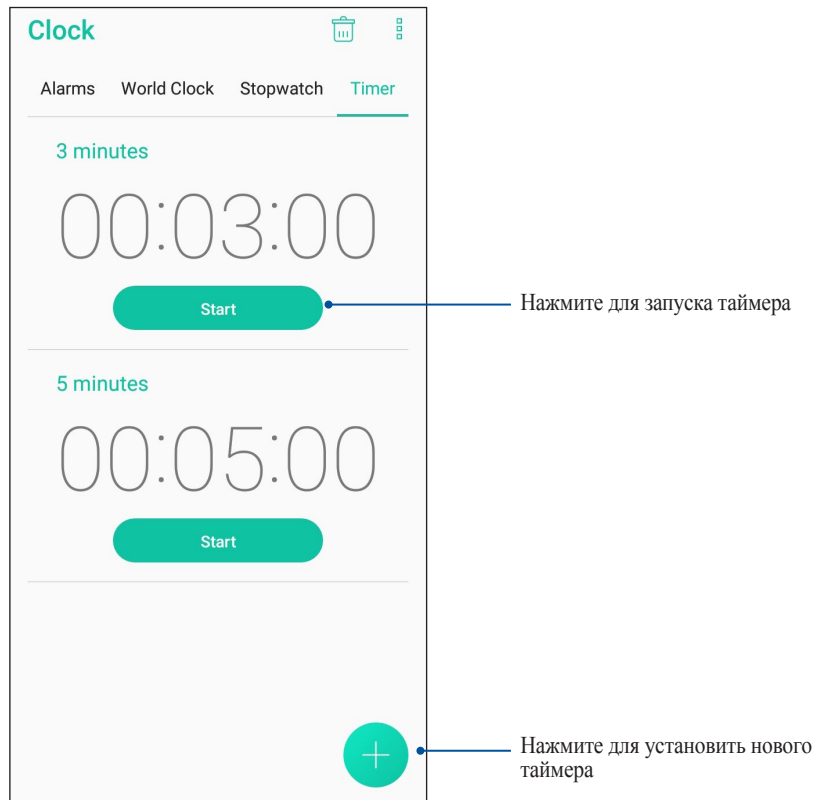 Clock
Alarms World Clock Stopwatch Timer
3 minutes
00:03:00
Start
Нажмите для запуска таймера
5 minutes
00:05:00
Start
Нажмите для установить нового
таймера